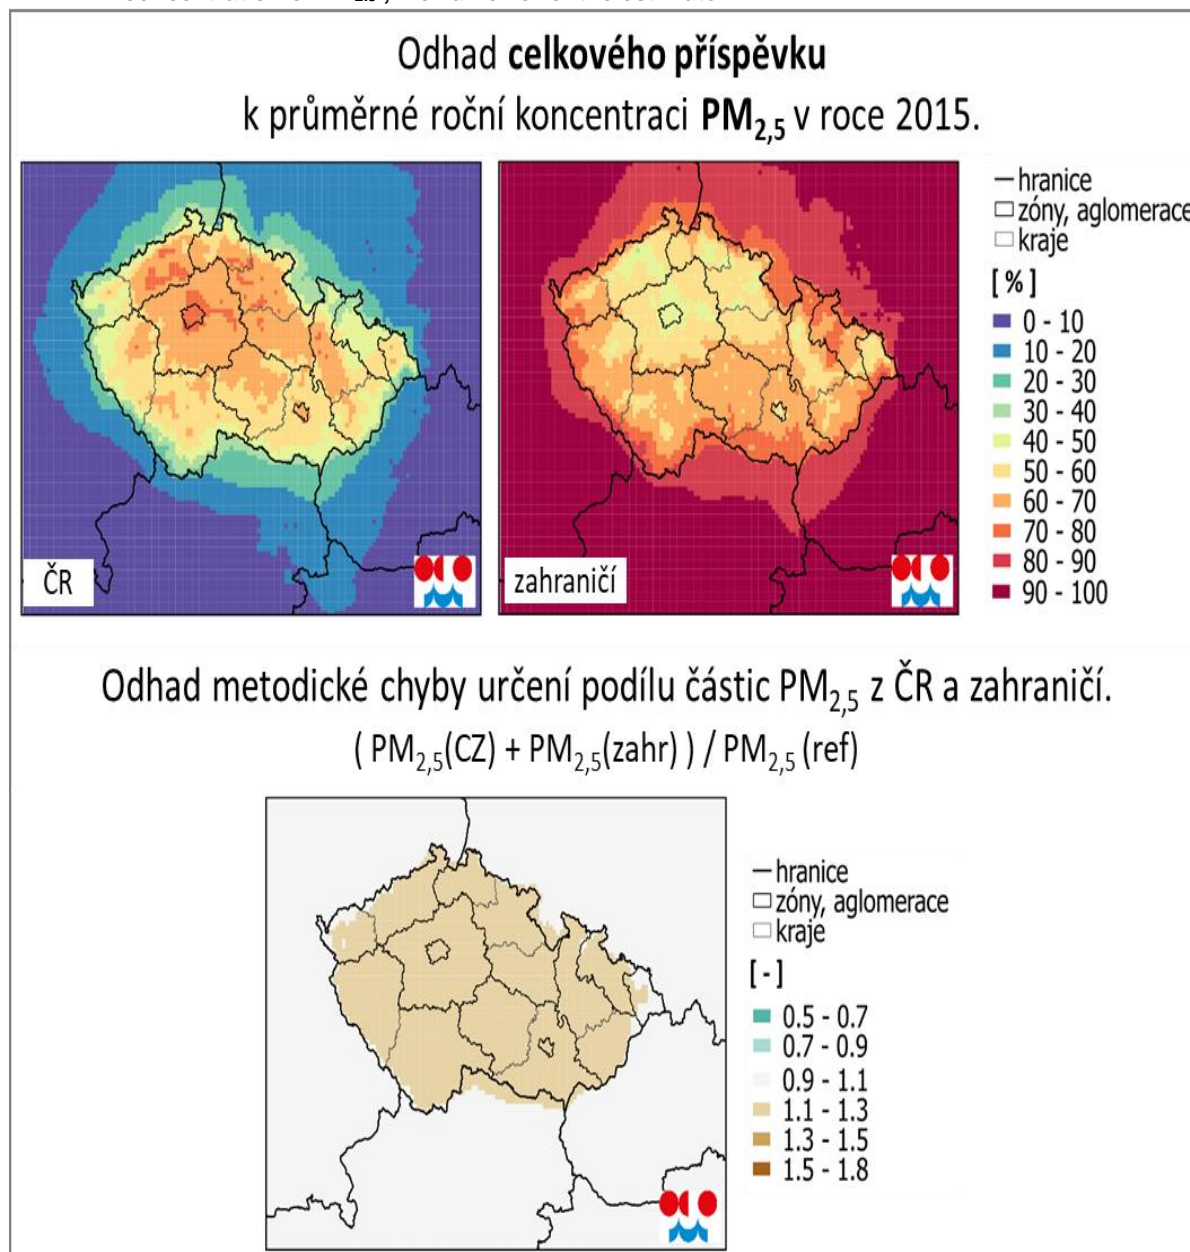 Odhad celkového příspěvku
k průměrné roční koncentraci PM2,5 v roce 2015.
hranice
zóny, aglomerace
kraje
[ % ]
0 - 10
10 - 20
20 - 30
30 - 40
40 - 50
50 - 60
60 - 70
70 - 80
80 - 90
90 - 100
ČR
zahraničí
Odhad metodické chyby určení podílu částic PM2,5 z ČR a zahraničí.
( PM2,5(CZ) + PM2,5(zahr) ) / PM2,5 (ref)
hranice
zóny, aglomerace
kraje
[ - ]
0.5 - 0.7
0.7 - 0.9
0.9 - 1.1
1.1 - 1.3
1.3 - 1.5
1.5 - 1.8